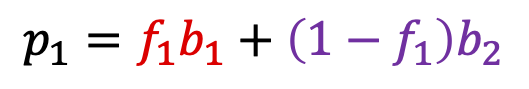 p₁ = f₁b₁ + (1 − f₁)b₂